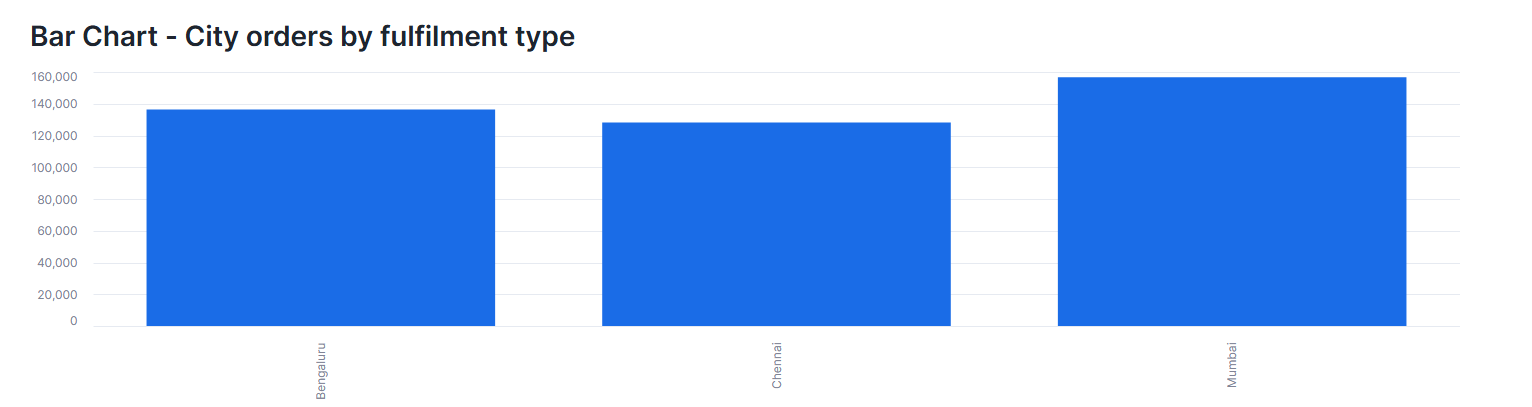 Bar Chart - City orders by fulfilment type
160,000
140,000
120,000
100,000
80,000
60,000
40,000
20,000
0
Bengaluru
Chennai
Mumbai